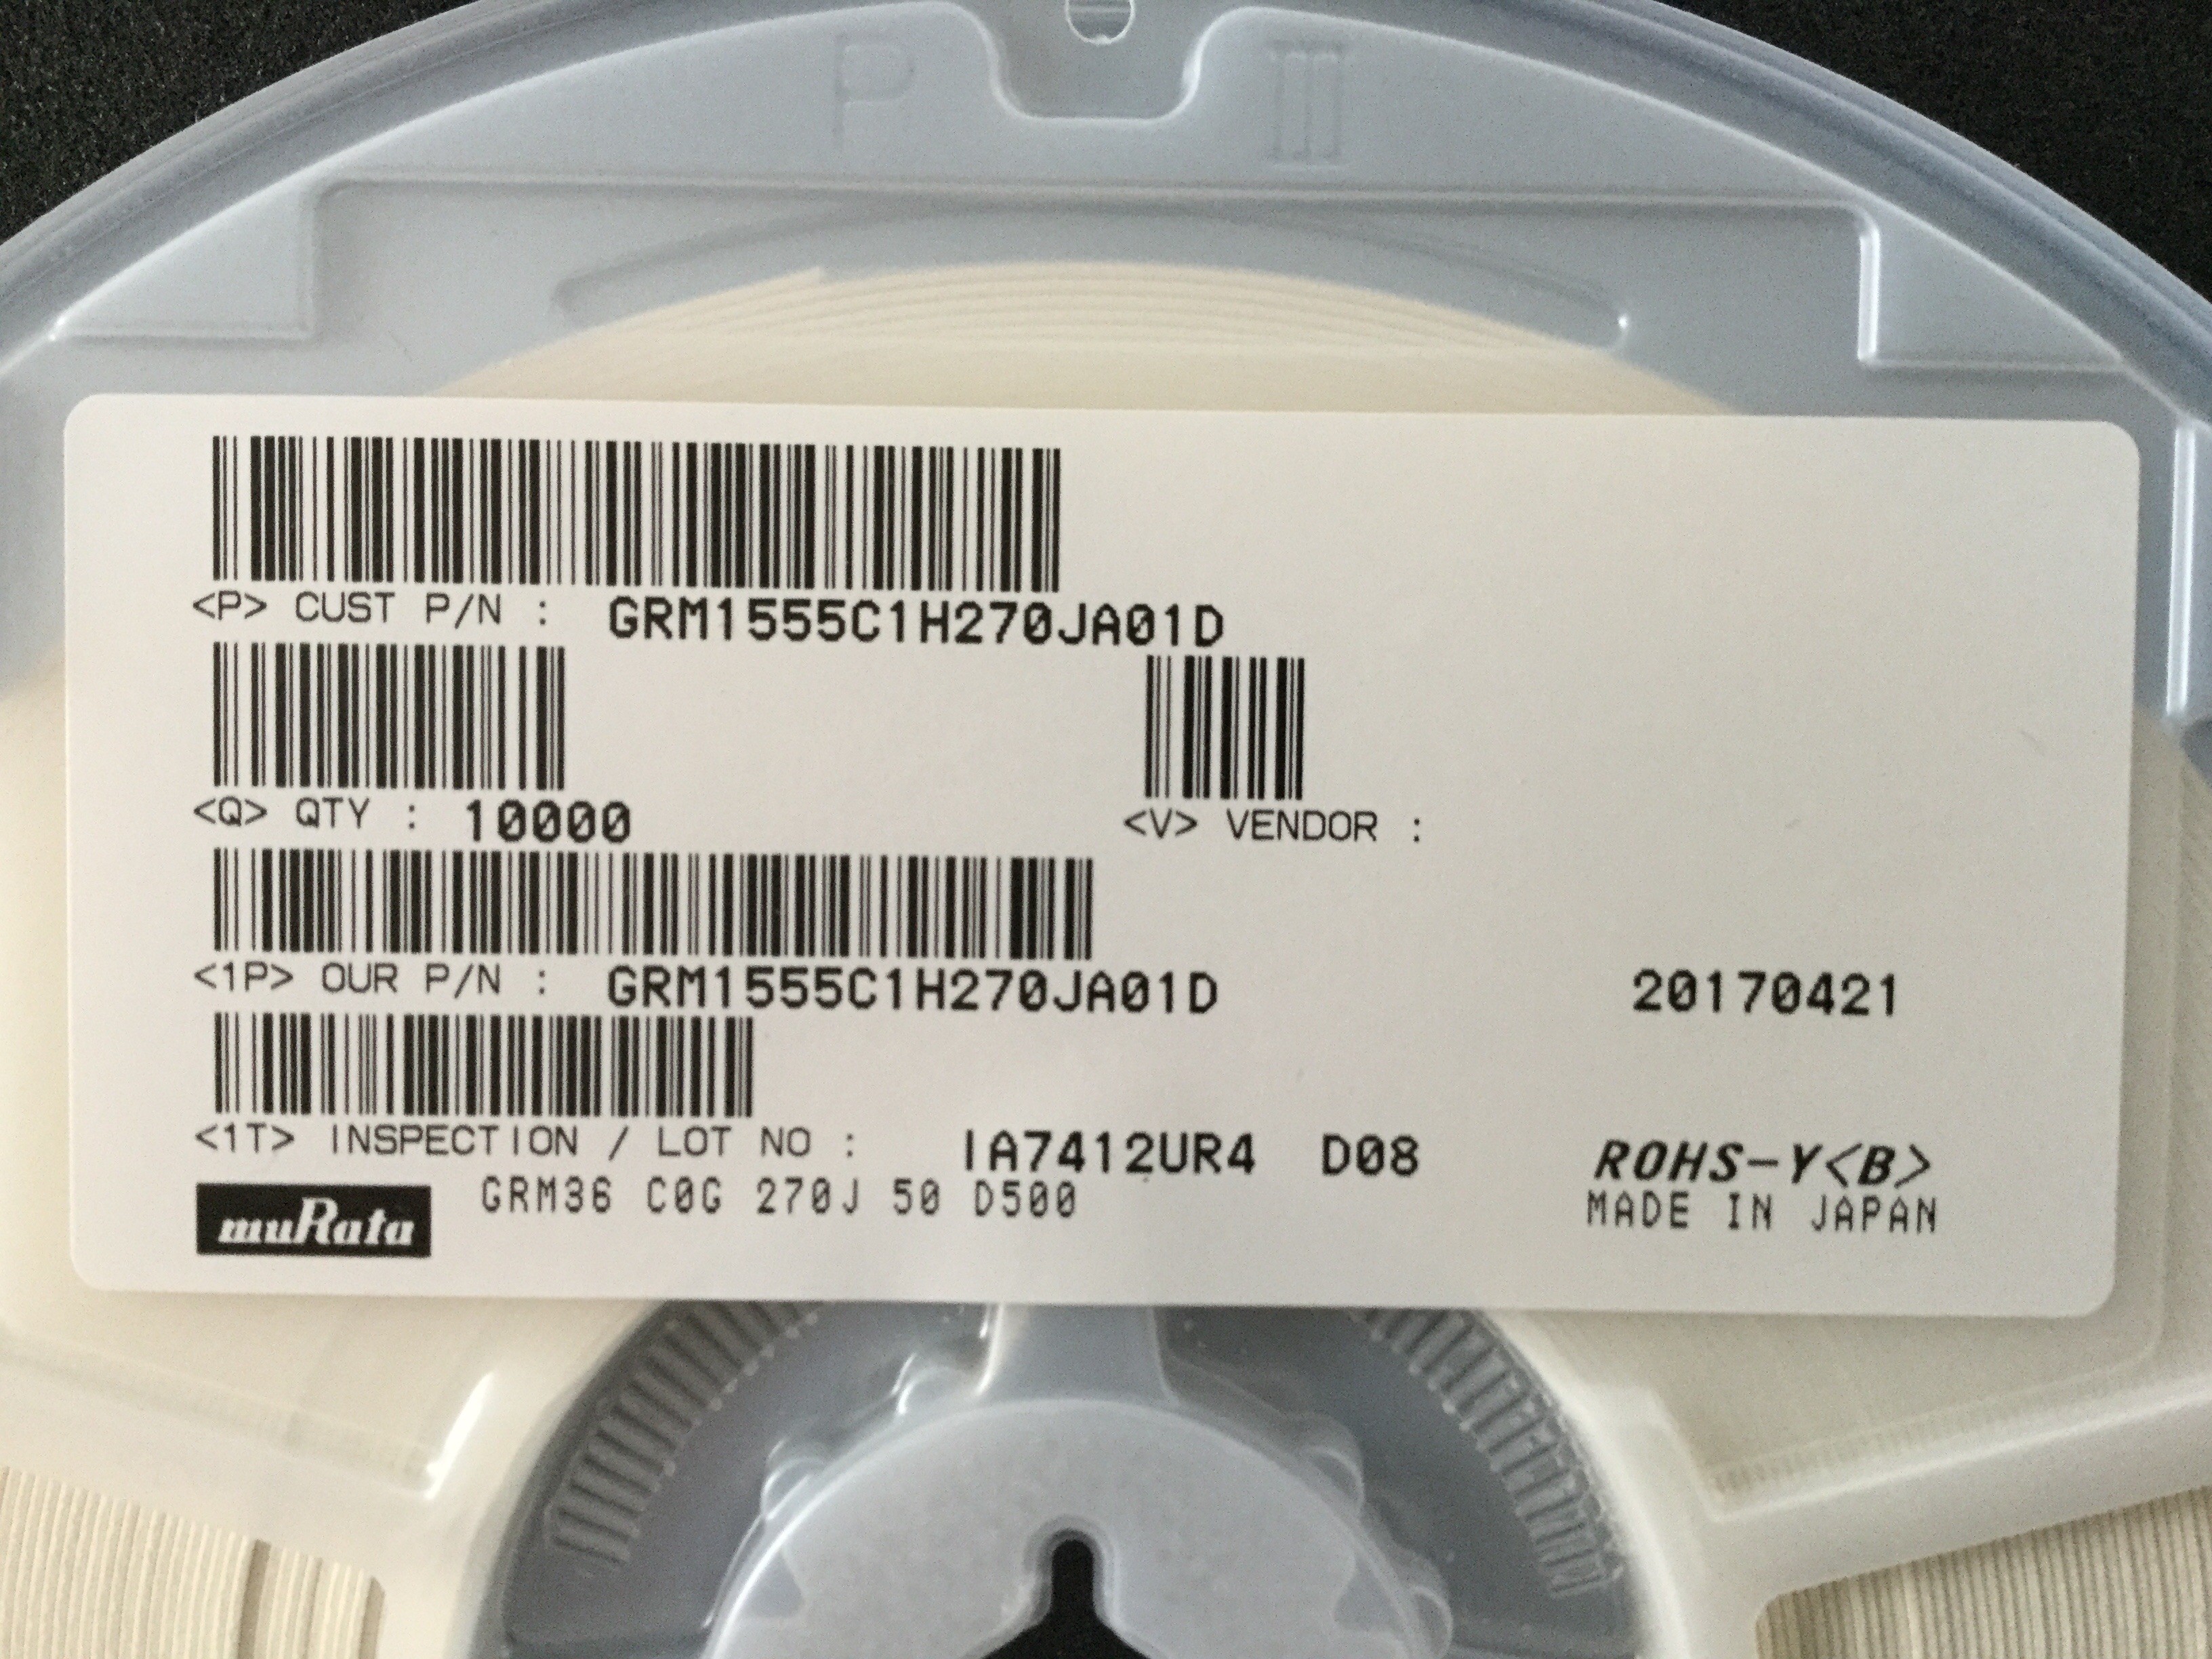 P III
<P> CUST P/N : GRM1555C1H270JA01D
<Q> QTY : 10000 <V> VENDOR :
<1P> OUR P/N : GRM1555C1H270JA01D 20170421
<1T> INSPECTION / LOT NO : IA7412UR4 D08 ROHS-Y<B>
muRata GRM36 C0G 270J 50 D500 MADE IN JAPAN